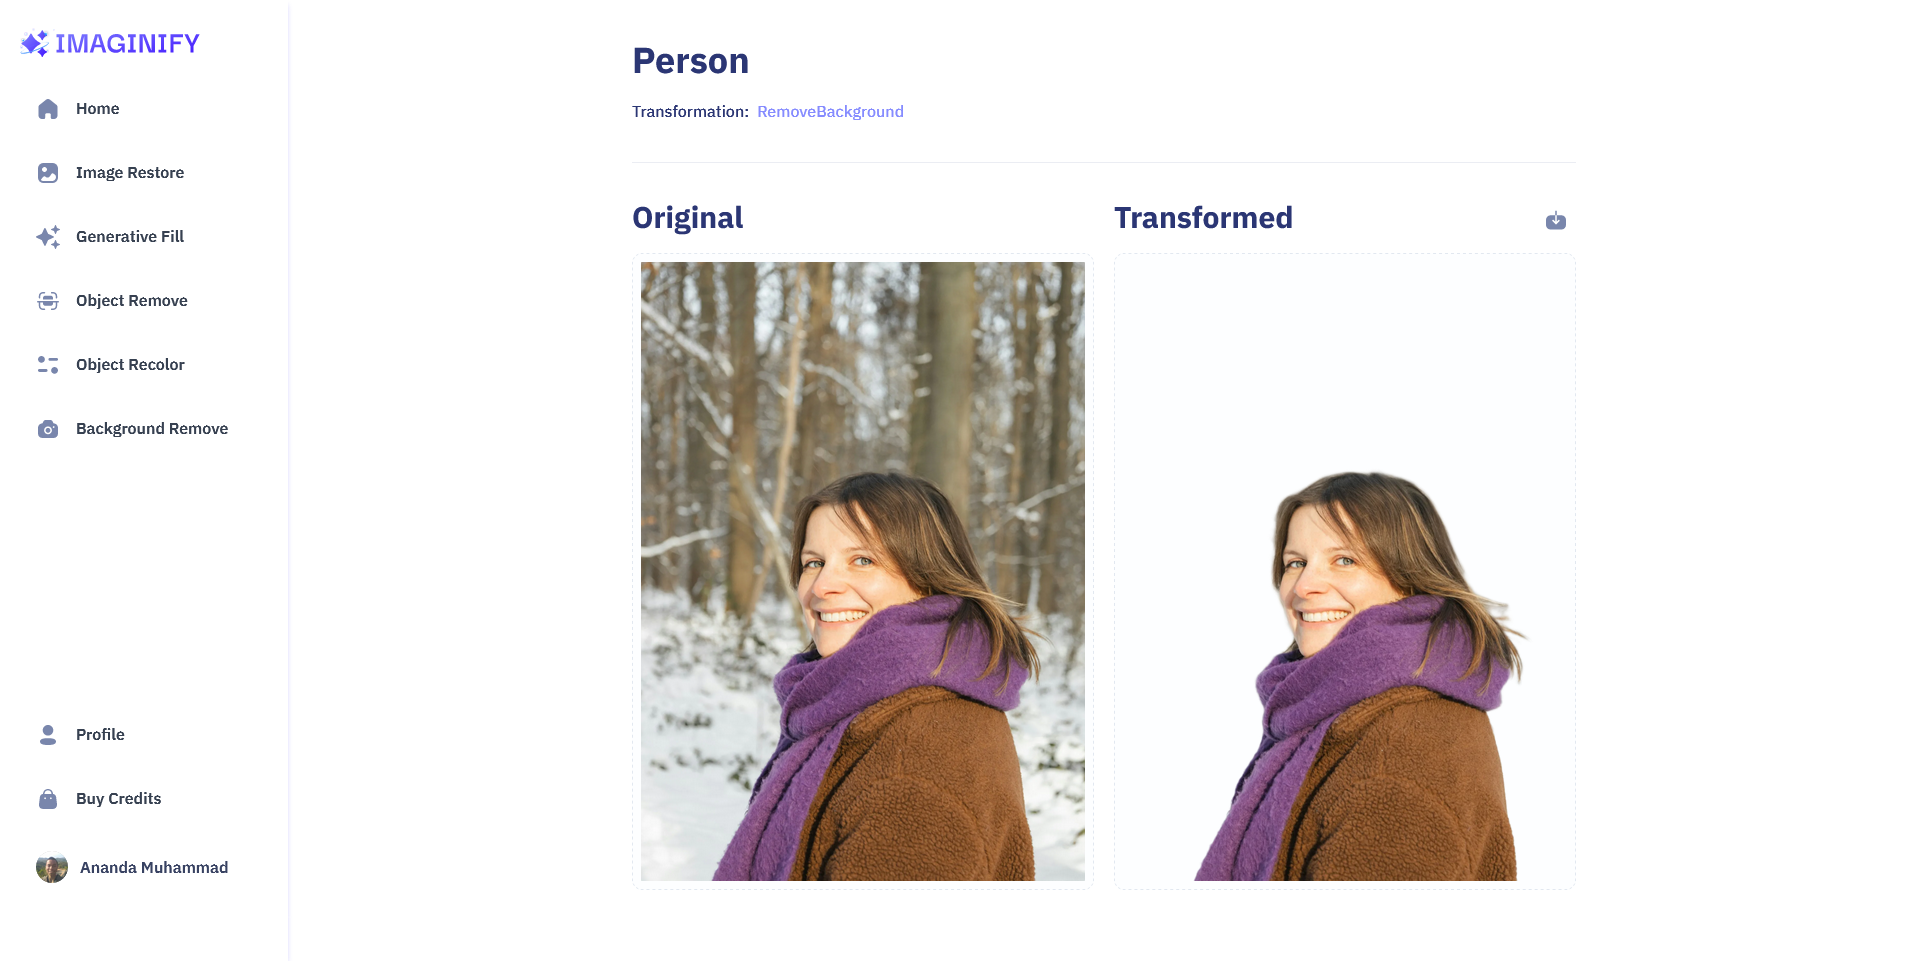 IMAGINIFY
Home
Image Restore
Generative Fill
Object Remove
Object Recolor
Background Remove
Profile
Buy Credits
Ananda Muhammad
Person
Transformation: RemoveBackground
Original
Transformed